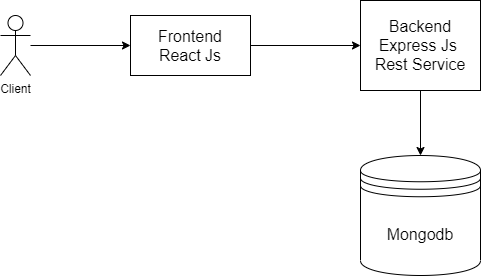 Client
Frontend
React Js
Backend
Express Js
Rest Service
Mongodb